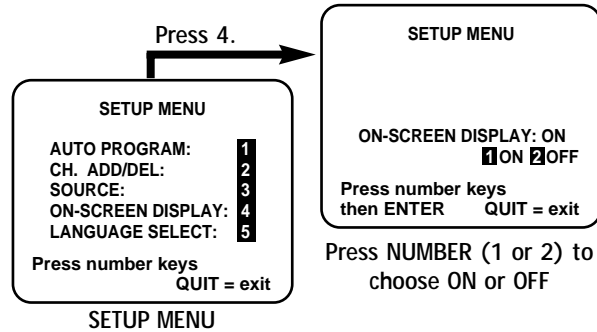 Press 4.
SETUP MENU
AUTO PROGRAM: 1
CH. ADD/DEL: 2
SOURCE: 3
ON-SCREEN DISPLAY: 4
LANGUAGE SELECT: 5
Press number keys
QUIT = exit
SETUP MENU
SETUP MENU
ON-SCREEN DISPLAY: ON
1 ON 2 OFF
Press number keys
then ENTER QUIT = exit
Press NUMBER (1 or 2) to
choose ON or OFF